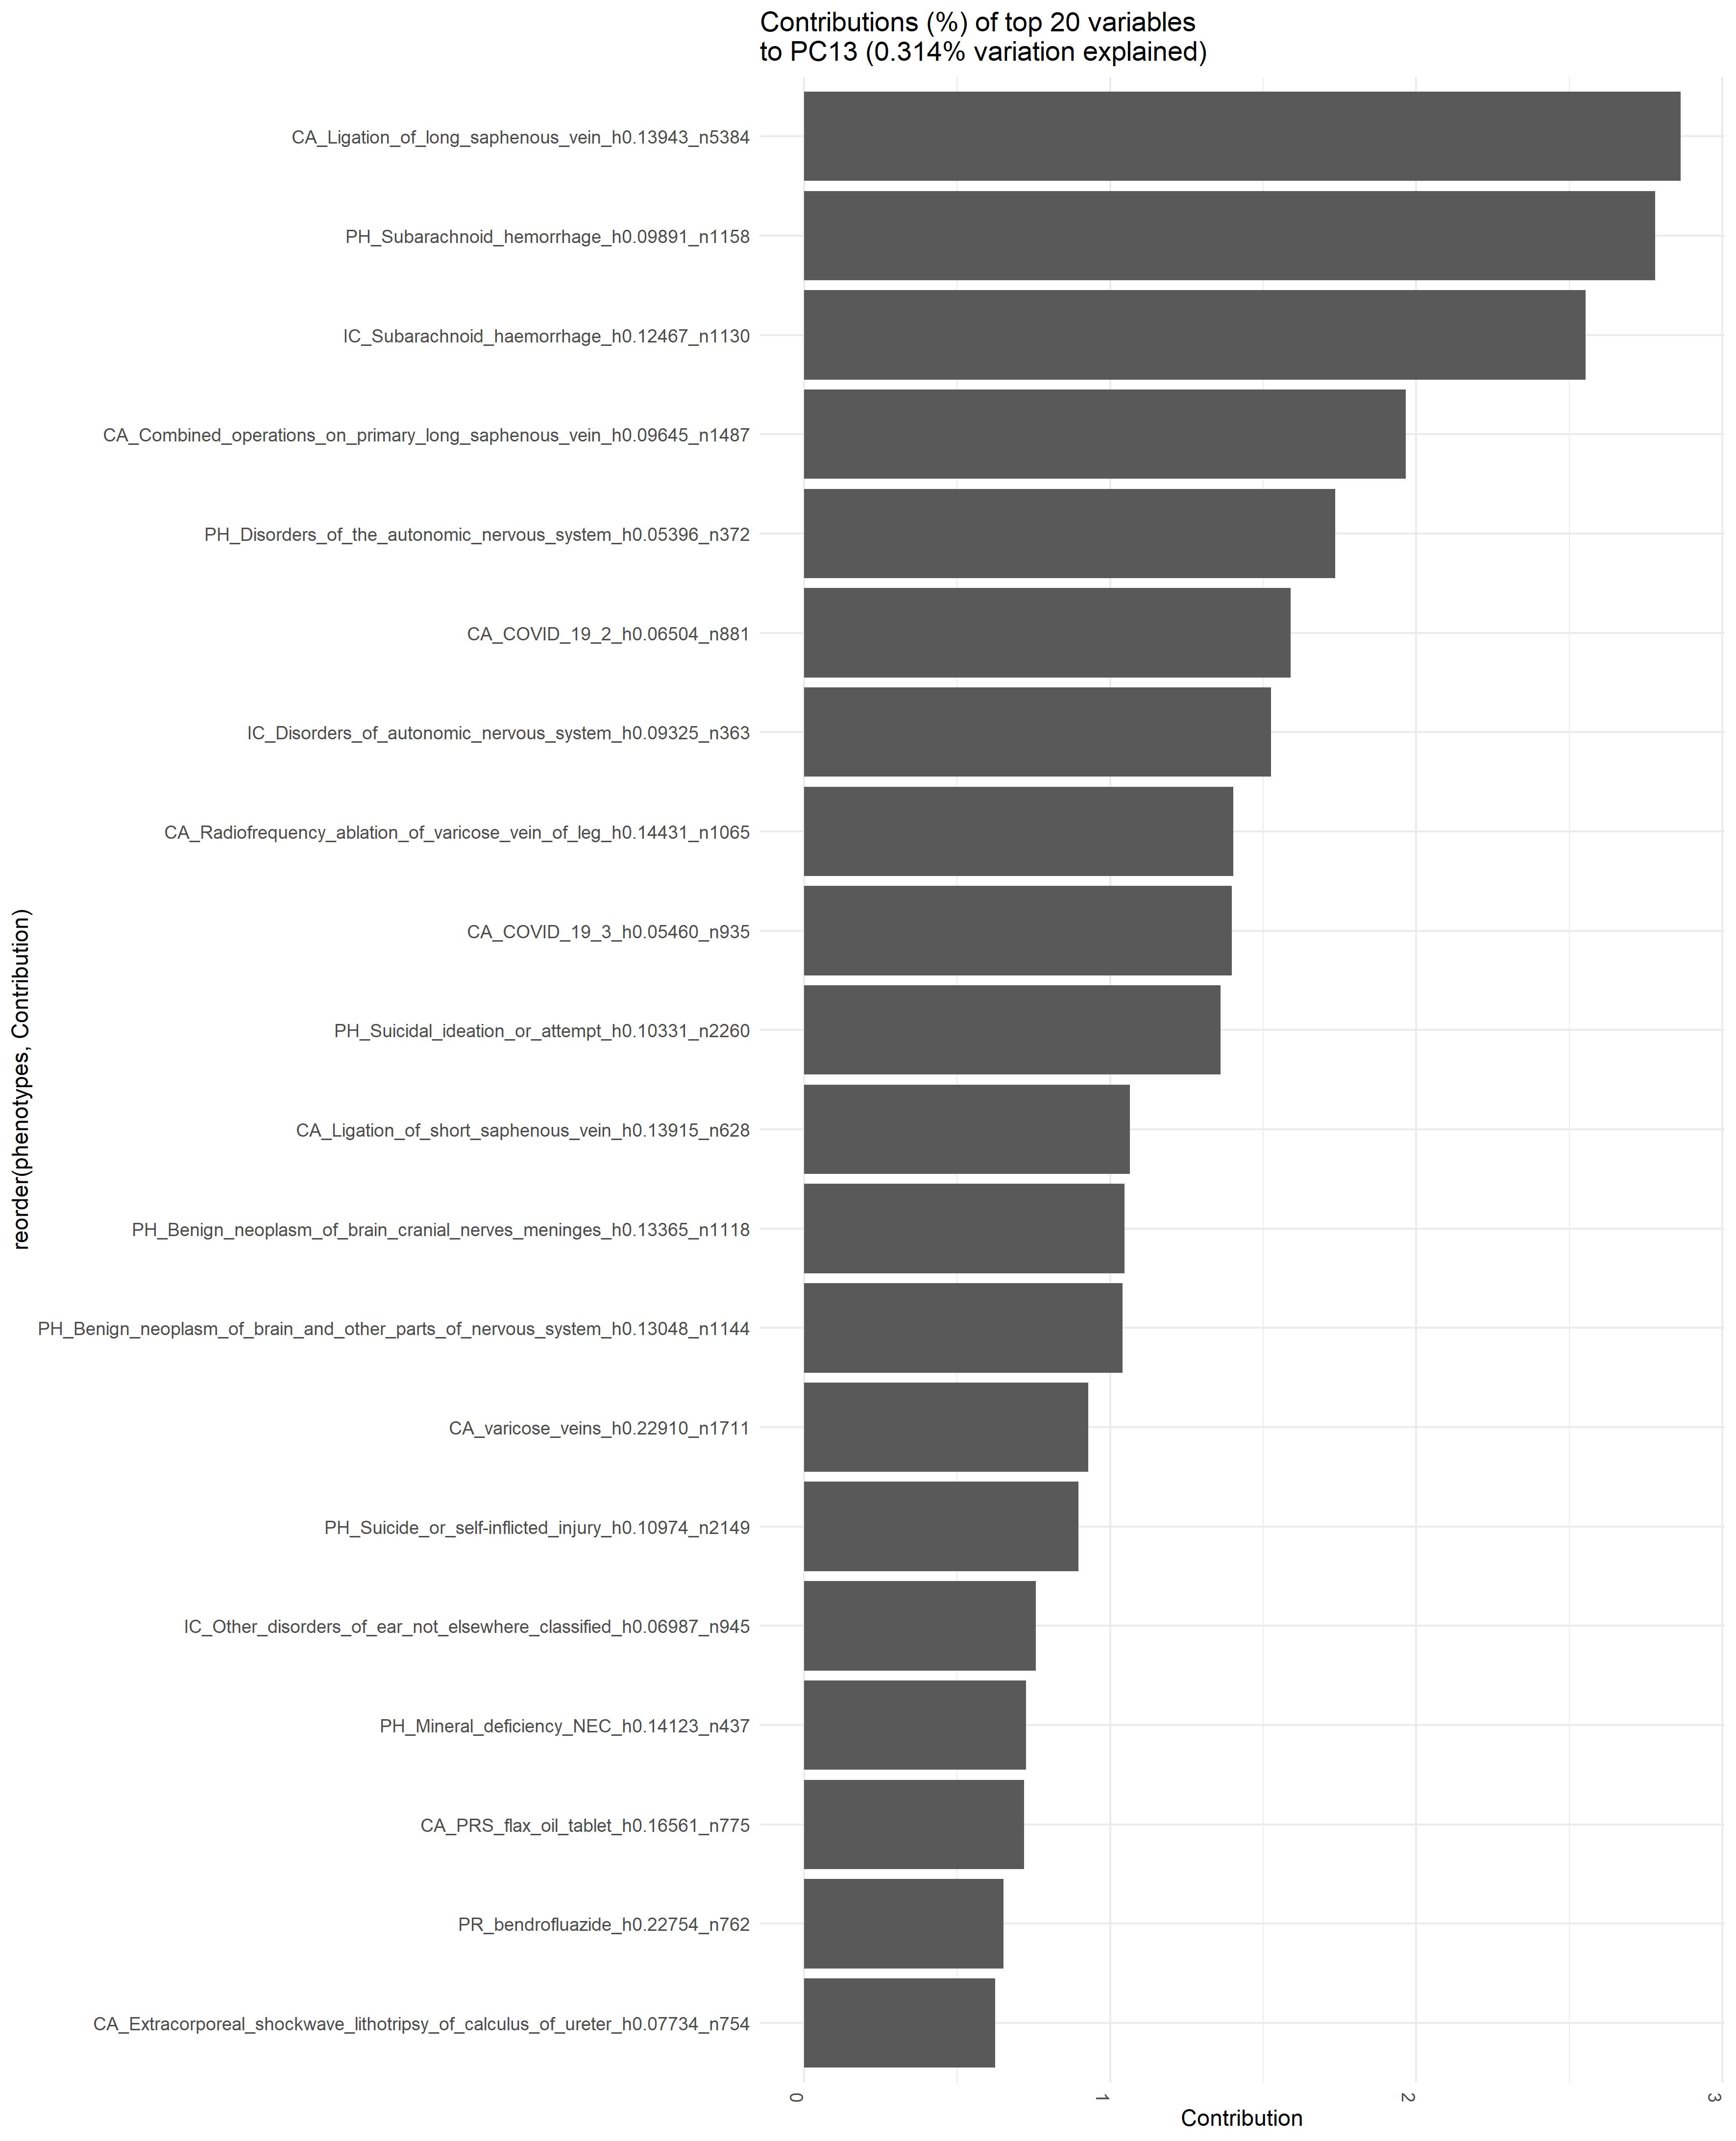 Contributions (%) of top 20 variables
to PC13 (0.314% variation explained)
CA_Ligation_of_long_saphenous_vein_h0.13943_n5384
PH_Subarachnoid_hemorrhage_h0.09891_n1158
IC_Subarachnoid_haemorrhage_h0.12467_n1130
CA_Combined_operations_on_primary_long_saphenous_vein_h0.09645_n1487
PH_Disorders_of_the_autonomic_nervous_system_h0.05396_n372
CA_COVID_19_2_h0.06504_n881
IC_Disorders_of_autonomic_nervous_system_h0.09325_n363
CA_Radiofrequency_ablation_of_varicose_vein_of_leg_h0.14431_n1065
CA_COVID_19_3_h0.05460_n935
PH_Suicidal_ideation_or_attempt_h0.10331_n2260
CA_Ligation_of_short_saphenous_vein_h0.13915_n628
PH_Benign_neoplasm_of_brain_cranial_nerves_meninges_h0.13365_n1118
PH_Benign_neoplasm_of_brain_and_other_parts_of_nervous_system_h0.13048_n1144
CA_varicose_veins_h0.22910_n1711
PH_Suicide_or_self-inflicted_injury_h0.10974_n2149
IC_Other_disorders_of_ear_not_elsewhere_classified_h0.06987_n945
PH_Mineral_deficiency_NEC_h0.14123_n437
CA_PRS_flax_oil_tablet_h0.16561_n775
PR_bendrofluazide_h0.22754_n762
CA_Extracorporeal_shockwave_lithotripsy_of_calculus_of_ureter_h0.07734_n754
reorder(phenotypes, Contribution)
0 1 2 3
Contribution